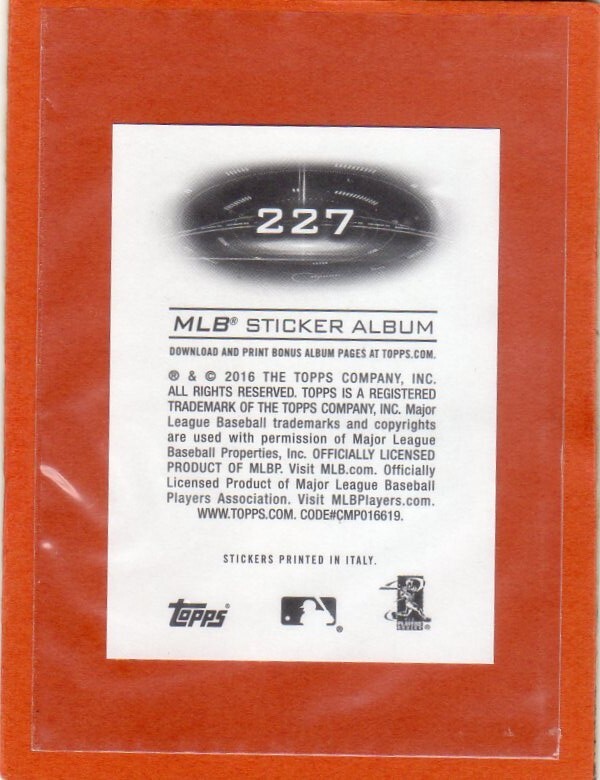 227
MLB® STICKER ALBUM
DOWNLOAD AND PRINT BONUS ALBUM PAGES AT TOPPS.COM.
® & © 2016 THE TOPPS COMPANY, INC.
ALL RIGHTS RESERVED. TOPPS IS A REGISTERED
TRADEMARK OF THE TOPPS COMPANY, INC. Major
League Baseball trademarks and copyrights
are used with permission of Major League
Baseball Properties, Inc. OFFICIALLY LICENSED
PRODUCT OF MLBP. Visit MLB.com. Officially
Licensed Product of Major League Baseball
Players Association. Visit MLBPlayers.com.
WWW.TOPPS.COM. CODE#CMP016619.
STICKERS PRINTED IN ITALY.
topps®
®
®